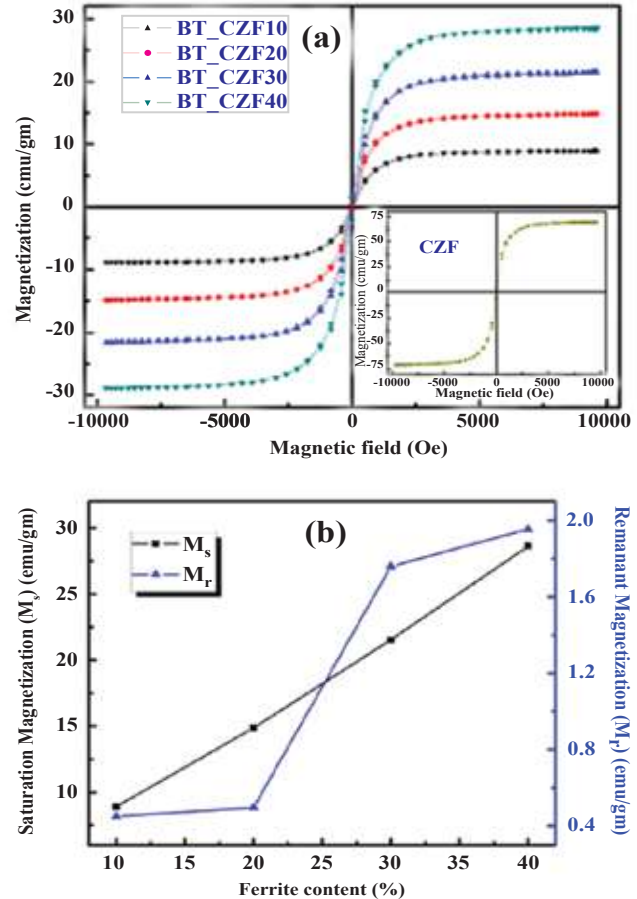 (a)
BT_CZF10
BT_CZF20
BT_CZF30
BT_CZF40
Magnetization (cmu/gm)
30
20
10
0
-10
-20
-30
-10000 -5000 0 5000 10000
Magnetic field (Oe)
CZF
Magnetization (cmu/gm)
75
50
25
0
-25
-50
-75
-10000 -5000 0 5000 10000
Magnetic field (Oe)
(b)
Ms
Mr
Saturation Magnetization (Ms) (emu/gm)
30
25
20
15
10
Remanant Magnetization (Mr) (emu/gm)
2.0
1.6
1.2
0.8
0.4
10 15 20 25 30 35 40
Ferrite content (%)